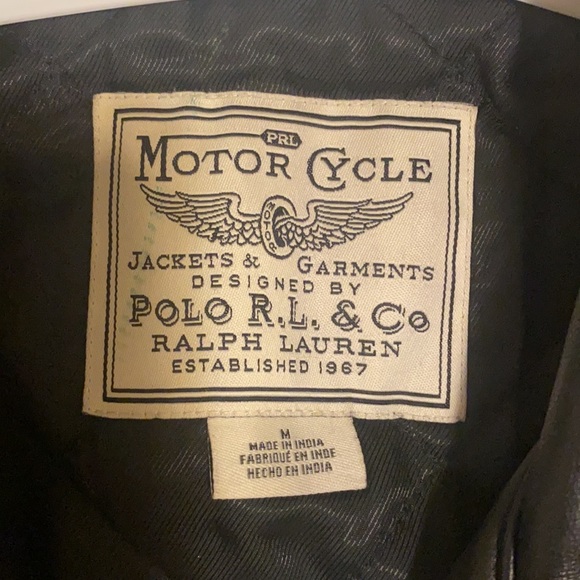 PRL
MOTOR CYCLE
MOTOR
JACKETS & GARMENTS
DESIGNED BY
POLO R.L. & Co
RALPH LAUREN
ESTABLISHED 1967
M
MADE IN INDIA
FABRIQUÉ EN INDE
HECHO EN INDIA